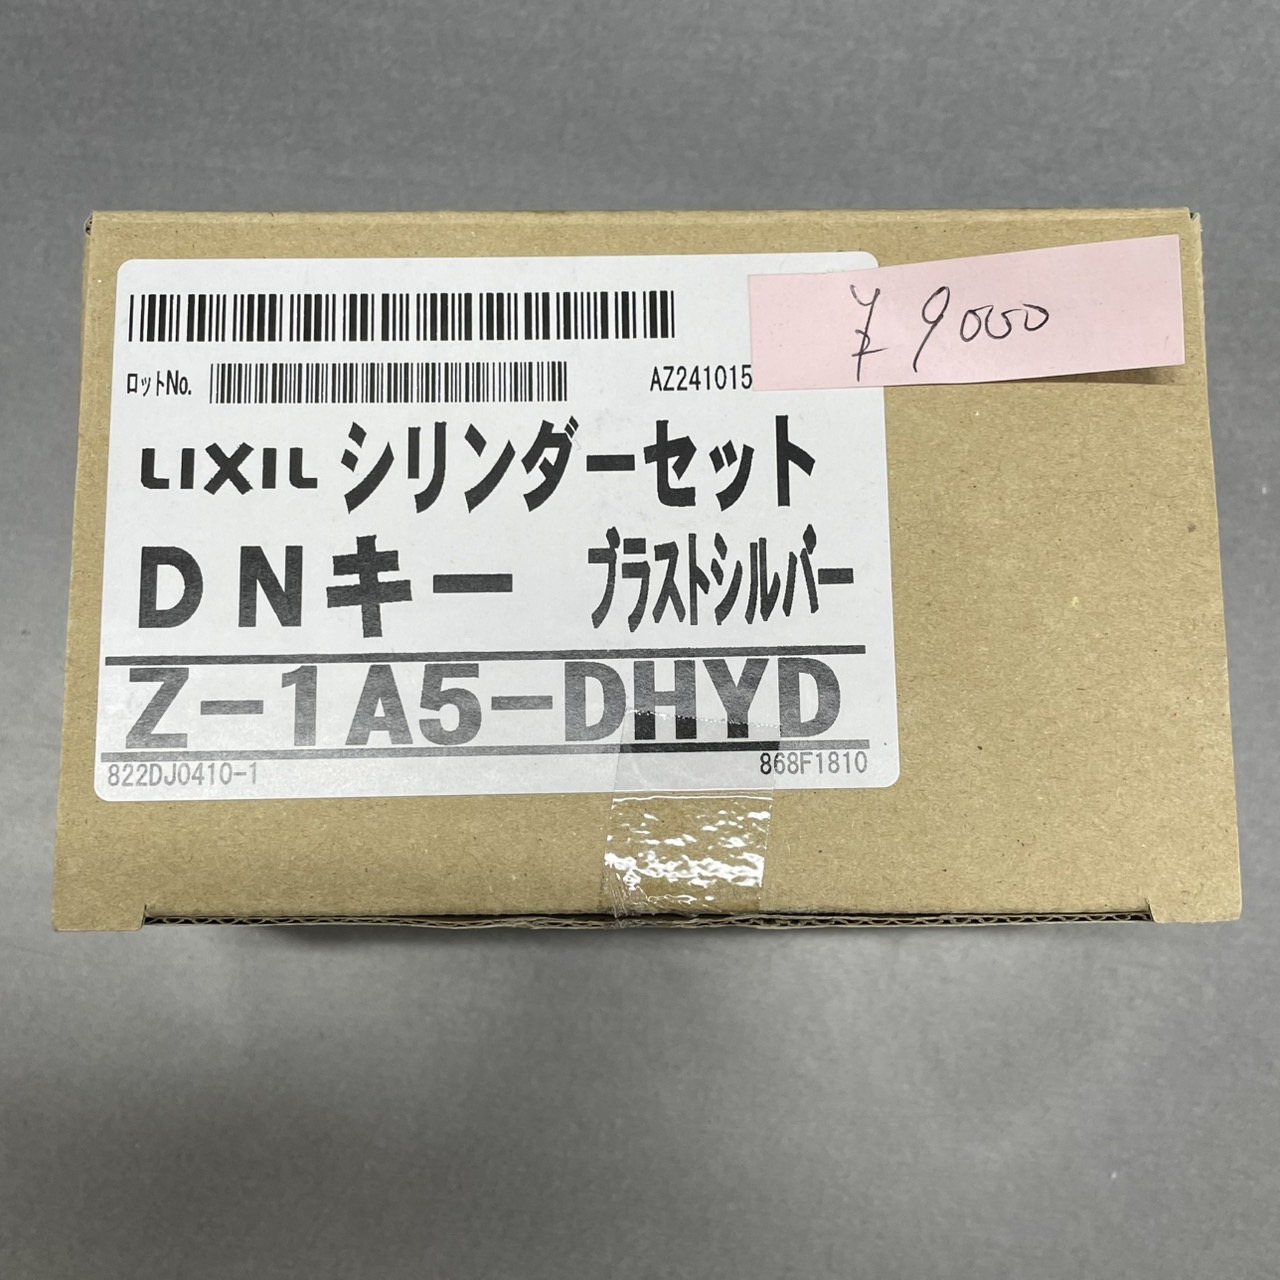 ¥9000
ロットNo. AZ241015
LIXIL シリンダーセット
DNキー ブラストシルバー
Z-1A5-DHYD
822DJ0410-1 868F1810